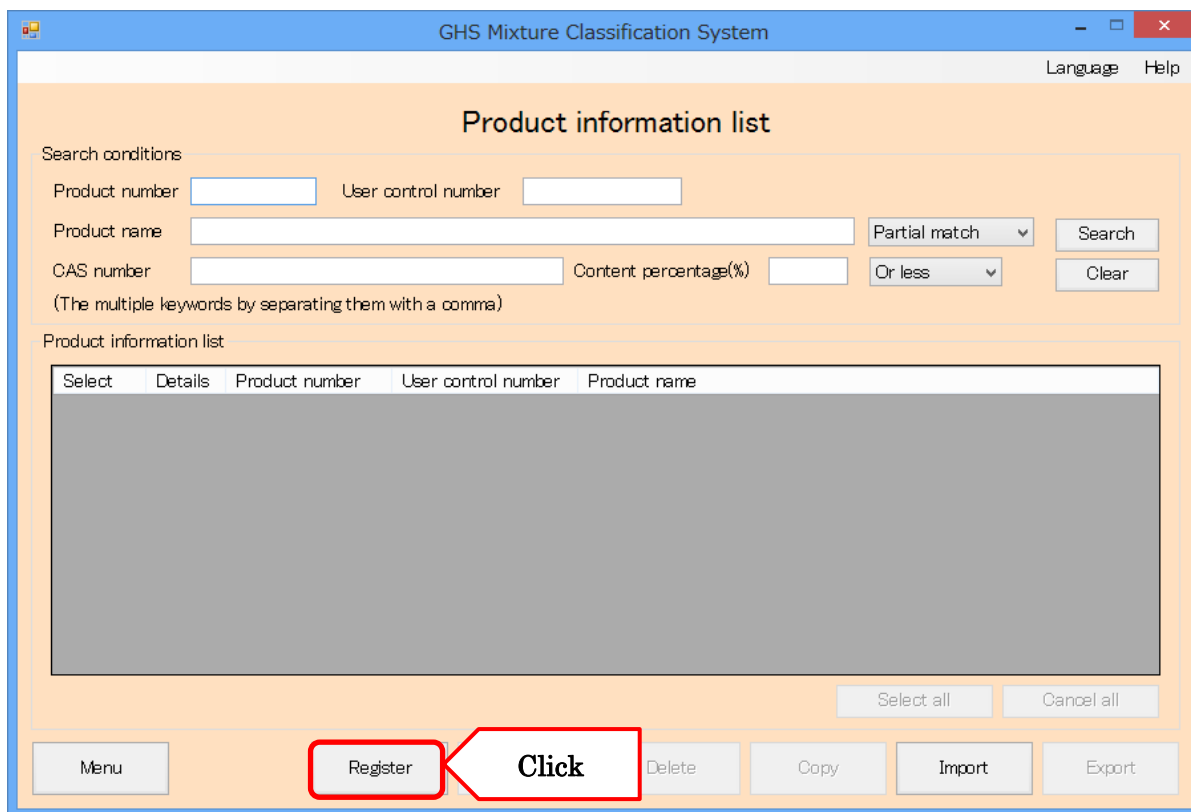 GHS Mixture Classification System
Language Help
Product information list
Search conditions
Product number User control number
Product name Partial match Search
CAS number Content percentage(%) Or less Clear
(The multiple keywords by separating them with a comma)
Product information list
Select Details Product number User control number Product name
Select all Cancel all
Menu Register Click Delete Copy Import Export